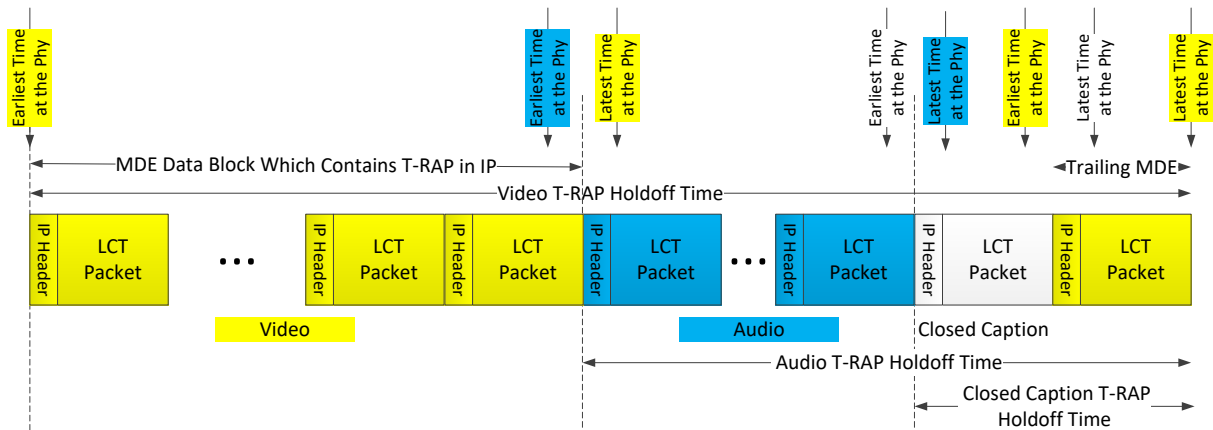 Earliest Time
at the Phy
Earliest Time
at the Phy
Latest Time
at the Phy
Earliest Time
at the Phy
Latest Time
at the Phy
Earliest Time
at the Phy
Latest Time
at the Phy
Latest Time
at the Phy
MDE Data Block Which Contains T-RAP in IP
Trailing MDE
Video T-RAP Holdoff Time
IP Header
LCT
Packet
...
IP Header
LCT
Packet
IP Header
LCT
Packet
IP Header
LCT
Packet
...
IP Header
LCT
Packet
IP Header
LCT
Packet
IP Header
LCT
Packet
Video
Audio
Closed Caption
Audio T-RAP Holdoff Time
Closed Caption T-RAP
Holdoff Time